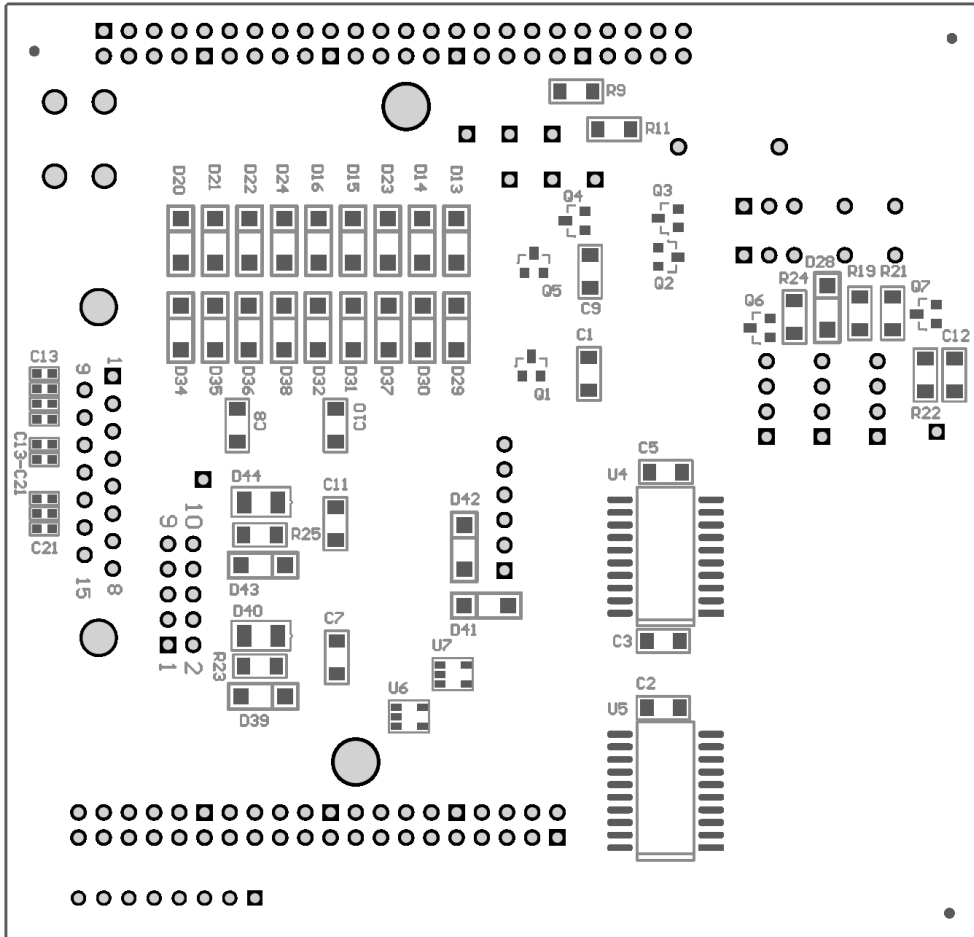 R9
R11
D20 D21 D22 D24 D16 D15 D23 D14 D13
Q4 Q3
Q5 Q2
C9
D28
R24 R19 R21 Q7
Q6
C1
Q1
C13
C12
R22
9 1
D34 D35 D36 D38 D32 D31 D37 D30 D29
C8 C10
C13-C21
C21
15 8
D44
C11
D42
C5
U4
9 10
R25
D43
D40
D41
C7
R23
U7
C3
1 2
D39
U6
C2
U5